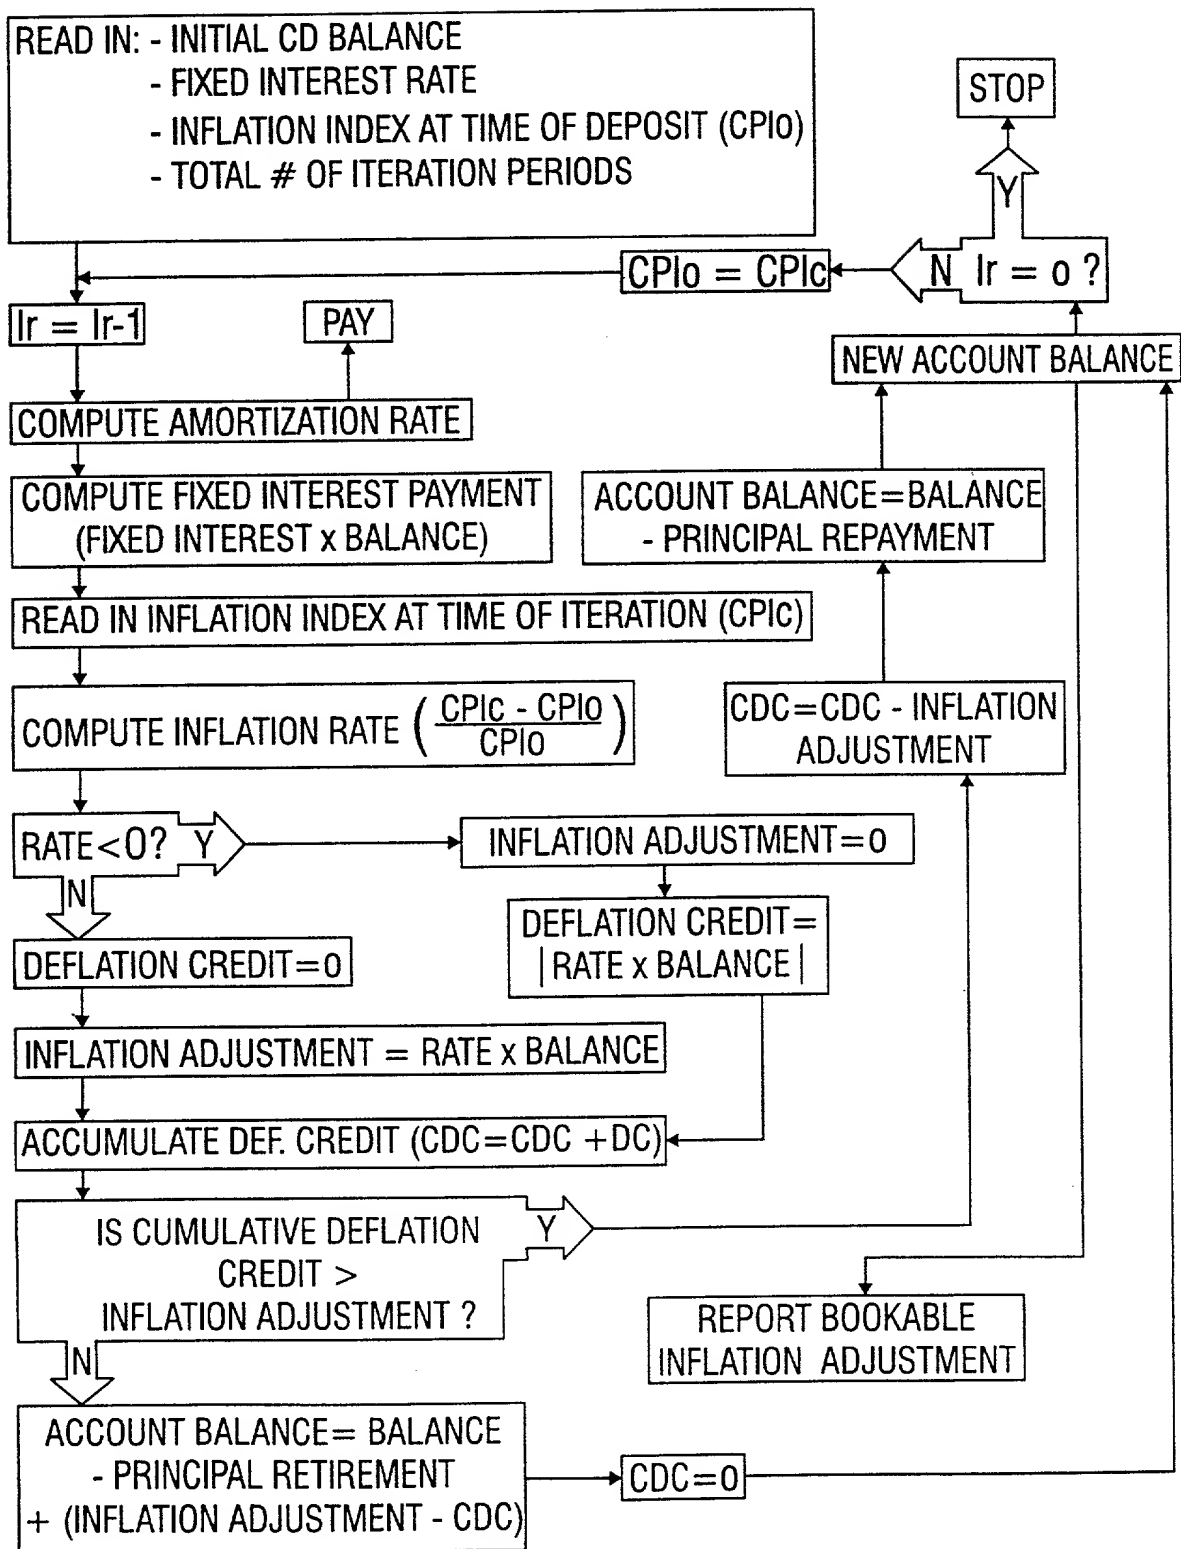 READ IN: - INITIAL CD BALANCE
- FIXED INTEREST RATE
- INFLATION INDEX AT TIME OF DEPOSIT (CPIo)
- TOTAL # OF ITERATION PERIODS
STOP
Y
CPIo = CPIc
N
Ir = o ?
Ir = Ir-1
PAY
NEW ACCOUNT BALANCE
COMPUTE AMORTIZATION RATE
COMPUTE FIXED INTEREST PAYMENT
(FIXED INTEREST x BALANCE)
ACCOUNT BALANCE=BALANCE
- PRINCIPAL REPAYMENT
READ IN INFLATION INDEX AT TIME OF ITERATION (CPIc)
COMPUTE INFLATION RATE (CPIc - CPIo / CPIo)
CDC=CDC - INFLATION
ADJUSTMENT
RATE<O?
Y
INFLATION ADJUSTMENT=o
N
DEFLATION CREDIT=
|RATE x BALANCE|
DEFLATION CREDIT=o
INFLATION ADJUSTMENT = RATE x BALANCE
ACCUMULATE DEF. CREDIT (CDC=CDC +DC)
IS CUMULATIVE DEFLATION
CREDIT >
INFLATION ADJUSTMENT ?
Y
N
REPORT BOOKABLE
INFLATION ADJUSTMENT
ACCOUNT BALANCE= BALANCE
- PRINCIPAL RETIREMENT
+ (INFLATION ADJUSTMENT - CDC)
CDC=o